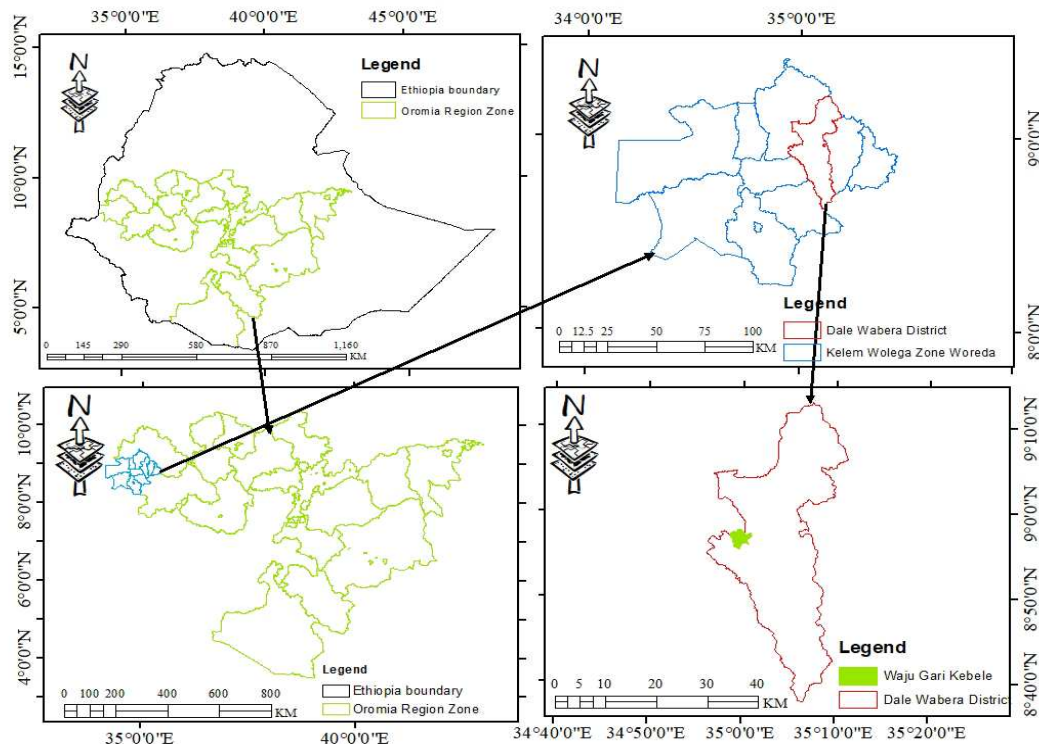 35°0'0"E 40°0'0"E 45°0'0"E
15°0'0"N
10°0'0"N
5°0'0"N
N
Legend
Ethiopia boundary
Oromia Region Zone
0 145 290 580 870 1,160
KM
34°0'0"E 35°0'0"E
N
9°0'0"N
8°0'0"N
Legend
Dale Wabera District
Kelem Wolega Zone Woreda
0 12.5 25 50 75 100
KM
N
10°0'0"N
8°0'0"N
6°0'0"N
4°0'0"N
Legend
Ethiopia boundary
Oromia Region Zone
0 100 200 400 600 800
KM
35°0'0"E 40°0'0"E
N
9°10'0"N
9°0'0"N
8°50'0"N
8°40'0"N
Legend
Waju Gari Kebele
Dale Wabera District
0 5 10 20 30 40
KM
34°40'0"E 34°50'0"E 35°0'0"E 35°10'0"E 35°20'0"E